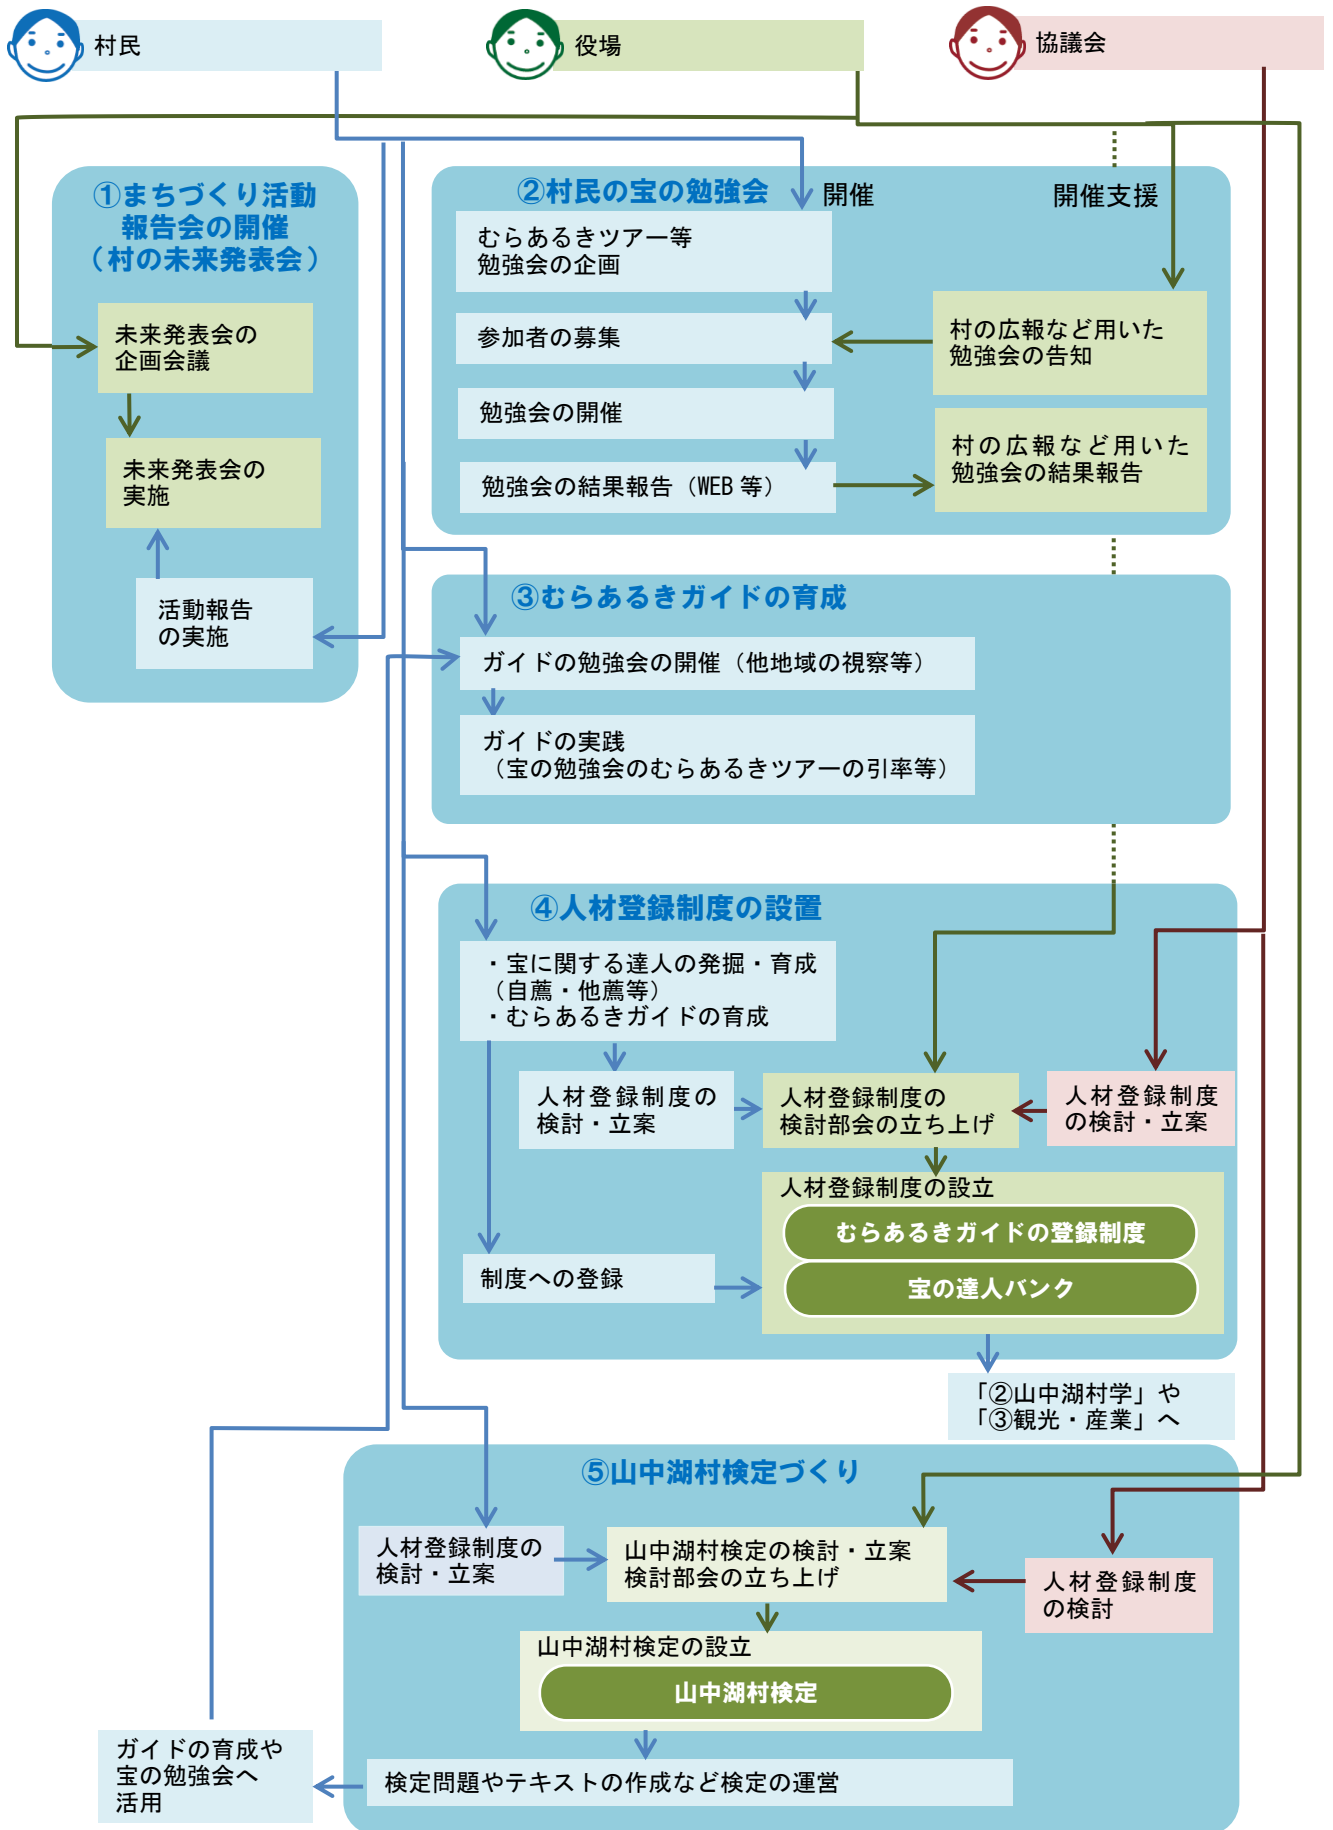 村民
役場
協議会
①まちづくり活動
報告会の開催
(村の未来発表会)
未来発表会の
企画会議
未来発表会の
実施
活動報告
の実施
②村民の宝の勉強会
開催
開催支援
むらあるきツアー等
勉強会の企画
参加者の募集
勉強会の開催
勉強会の結果報告(WEB 等)
村の広報など用いた
勉強会の告知
村の広報など用いた
勉強会の結果報告
③むらあるきガイドの育成
ガイドの勉強会の開催(他地域の視察等)
ガイドの実践
(宝の勉強会のむらあるきツアーの引率等)
④人材登録制度の設置
・宝に関する達人の発掘・育成
(自薦・他薦等)
・むらあるきガイドの育成
人材登録制度の
検討・立案
人材登録制度の
検討部会の立ち上げ
人材登録制度
の検討・立案
人材登録制度の設立
むらあるきガイドの登録制度
宝の達人バンク
制度への登録
「②山中湖村学」や
「③観光・産業」へ
⑤山中湖村検定づくり
人材登録制度の
検討・立案
山中湖村検定の検討・立案
検討部会の立ち上げ
人材登録制度
の検討
山中湖村検定の設立
山中湖村検定
検定問題やテキストの作成など検定の運営
ガイドの育成や
宝の勉強会へ
活用